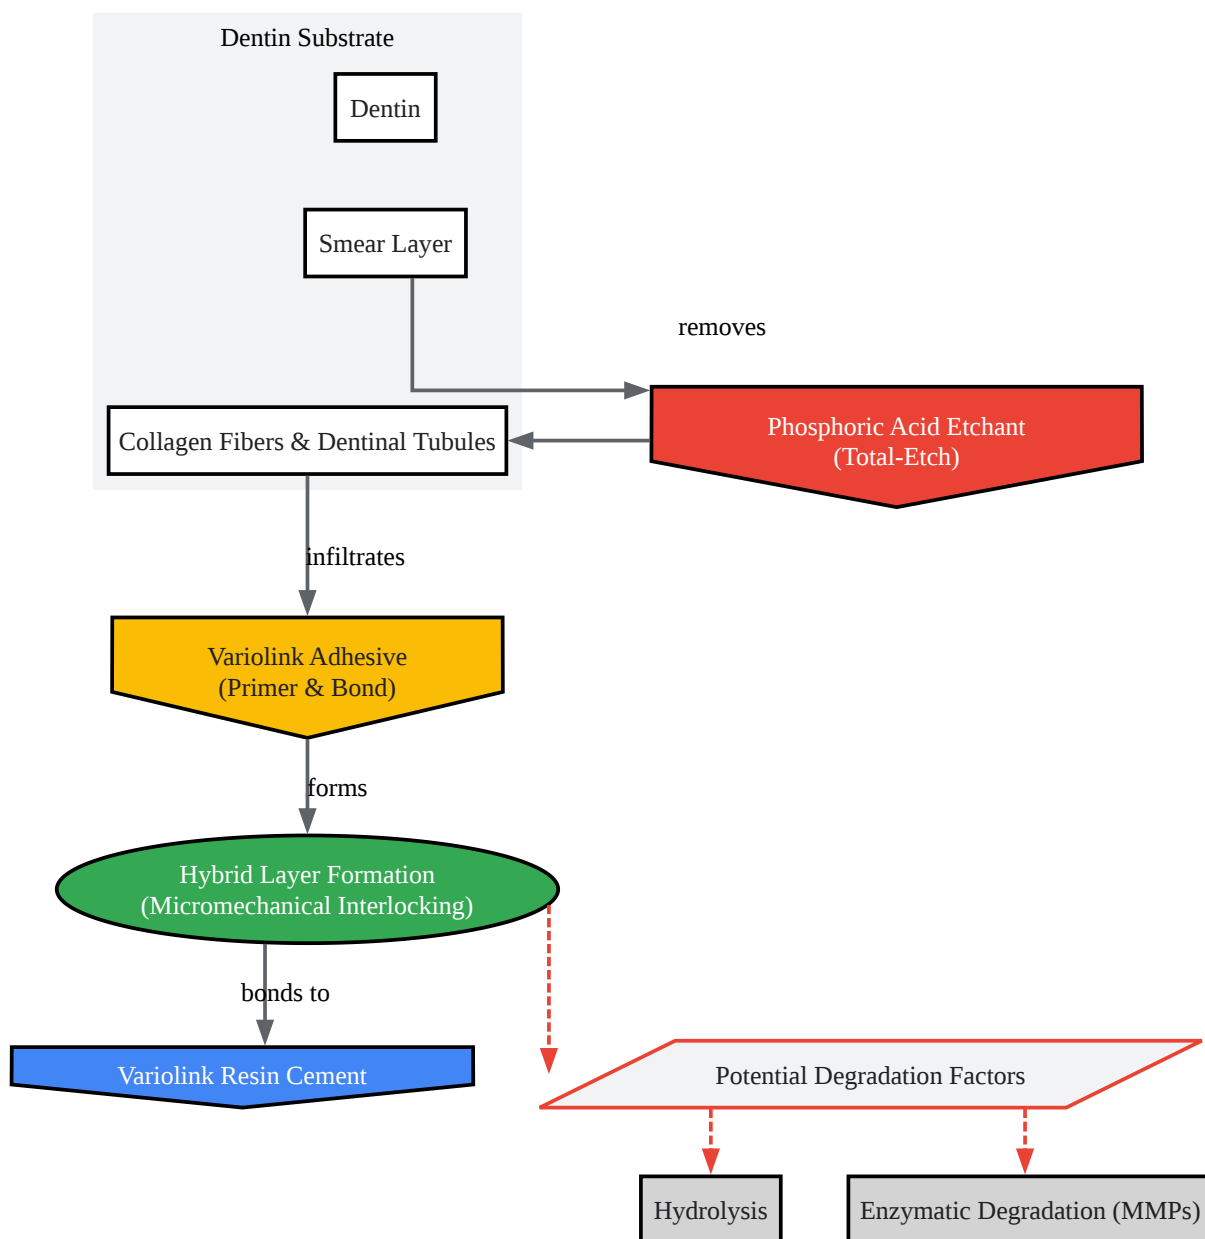 Dentin Substrate
Dentin
Smear Layer
removes
Phosphoric Acid Etchant
(Total-Etch)
Collagen Fibers & Dentinal Tubules
infiltrates
Variolink Adhesive
(Primer & Bond)
forms
Hybrid Layer Formation
(Micromechanical Interlocking)
bonds to
Variolink Resin Cement
Potential Degradation Factors
Hydrolysis
Enzymatic Degradation (MMPs)